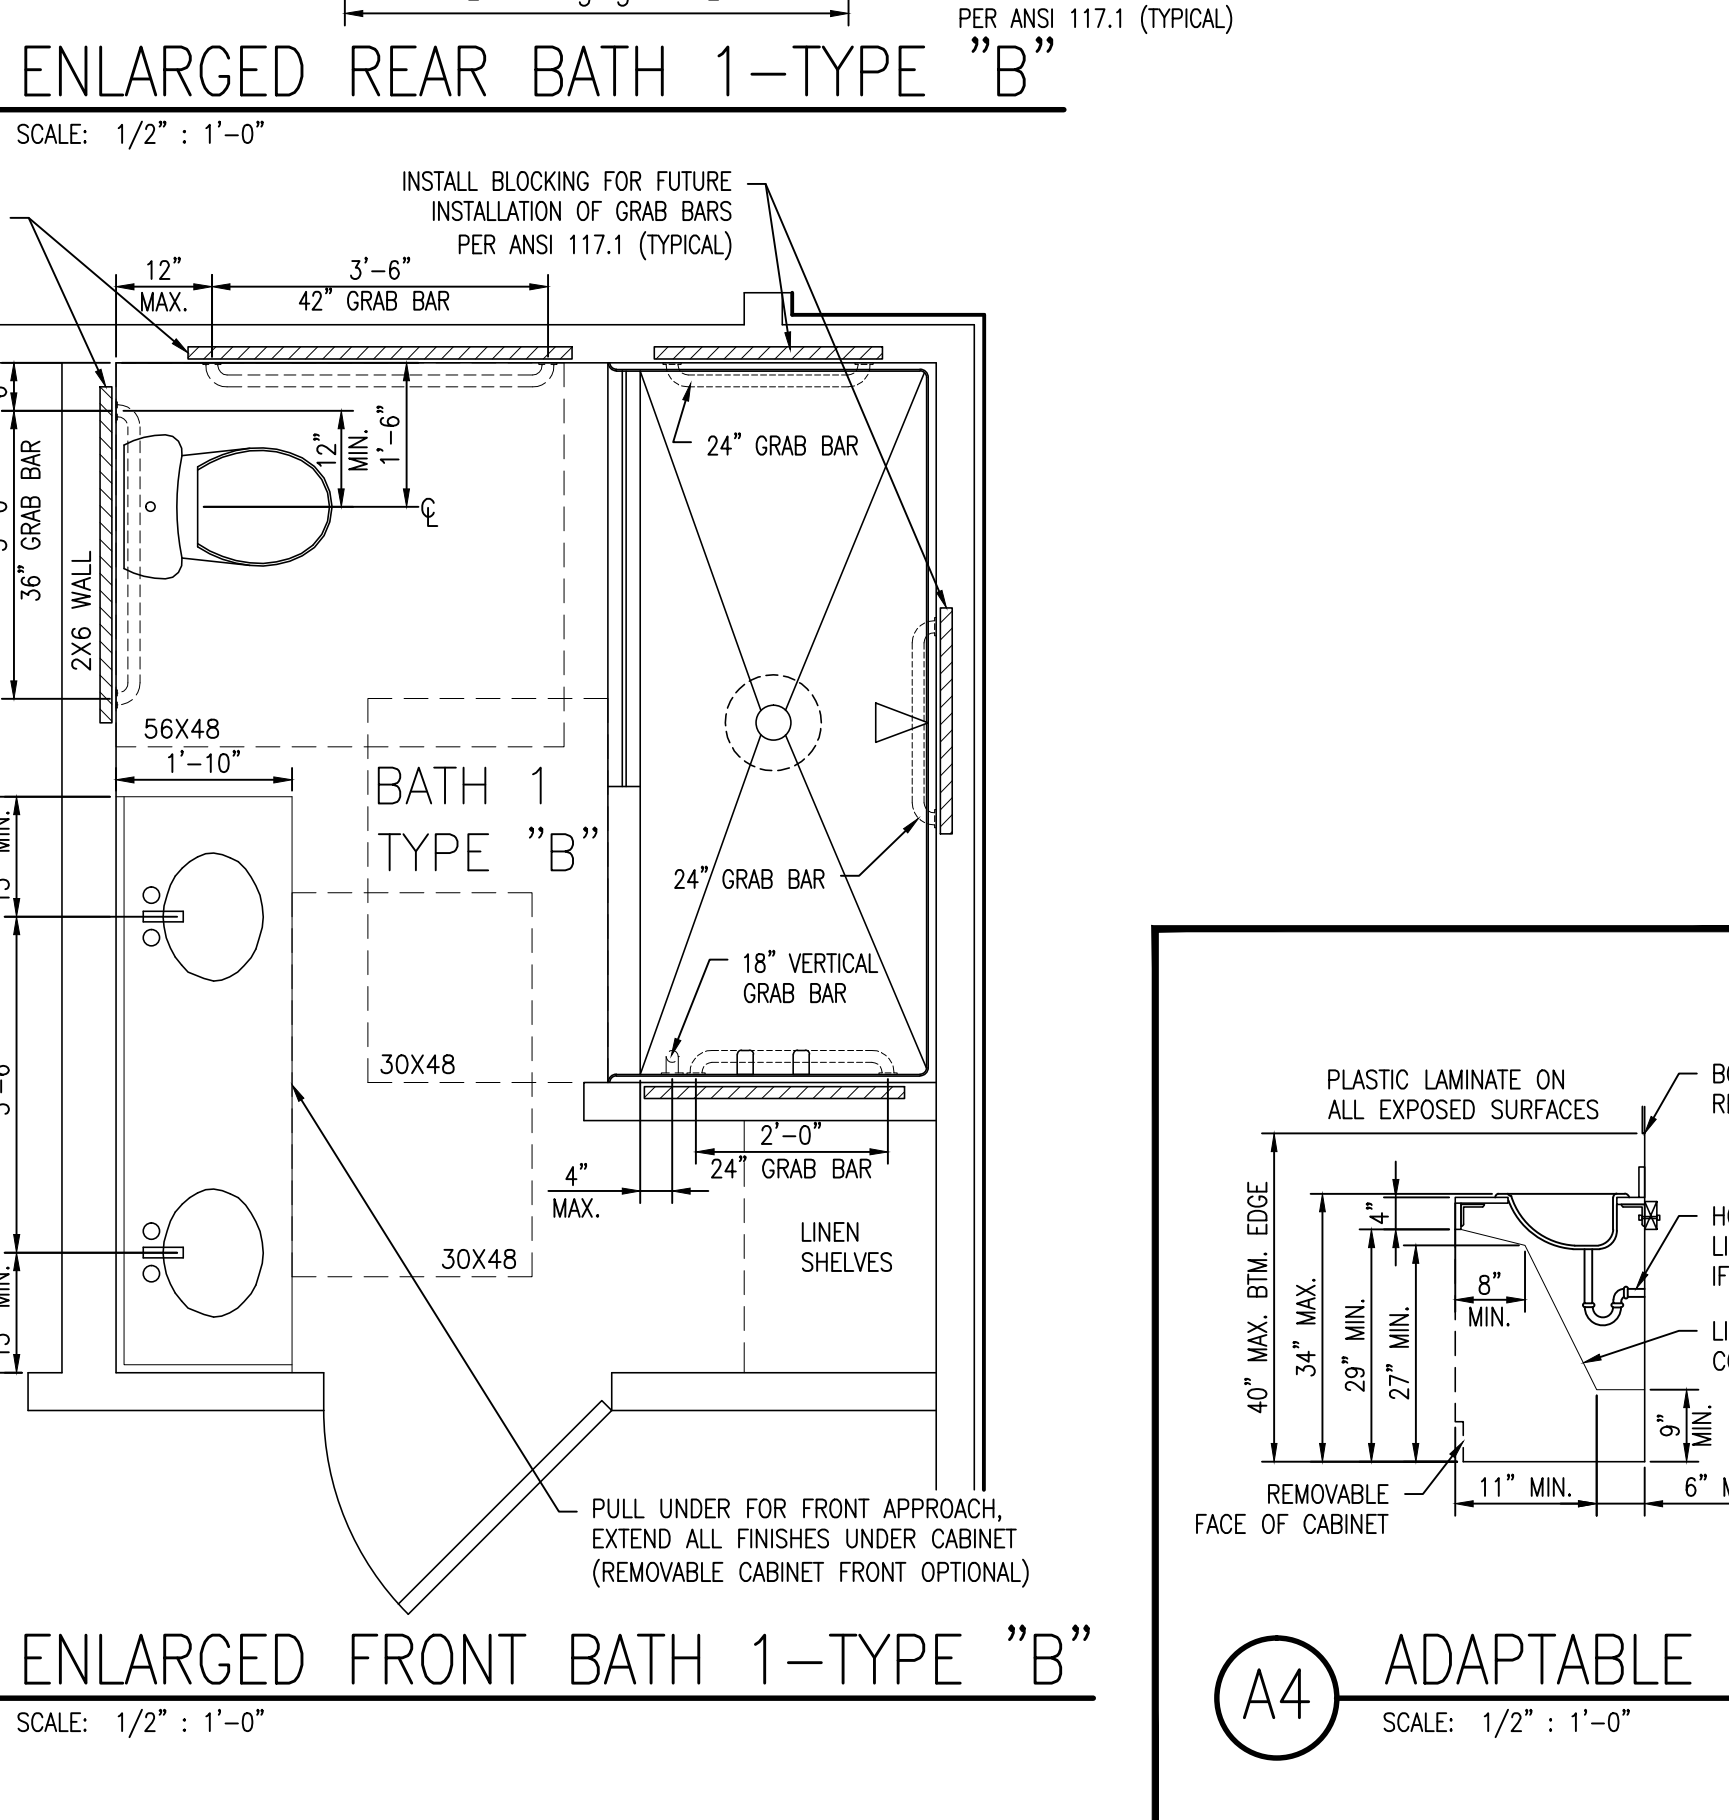 PER ANSI 117.1 (TYPICAL)
ENLARGED REAR BATH 1-TYPE "B"
SCALE: 1/2" : 1'-0"
INSTALL BLOCKING FOR FUTURE
INSTALLATION OF GRAB BARS
PER ANSI 117.1 (TYPICAL)
12"
MAX.
3'-6"
42" GRAB BAR
36" GRAB BAR
2X6 WALL
12"
MIN.
1'-6"
℄
24" GRAB BAR
56X48
1'-10"
BATH 1
TYPE "B"
24" GRAB BAR
MIN.
18" VERTICAL
GRAB BAR
30X48
30X48
2'-0"
24" GRAB BAR
4"
MAX.
LINEN
SHELVES
MIN.
PULL UNDER FOR FRONT APPROACH,
EXTEND ALL FINISHES UNDER CABINET
(REMOVABLE CABINET FRONT OPTIONAL)
ENLARGED FRONT BATH 1-TYPE "B"
SCALE: 1/2" : 1'-0"
PLASTIC LAMINATE ON
ALL EXPOSED SURFACES
40" MAX. BTM. EDGE
34" MAX.
29" MIN.
27" MIN.
4"
8"
MIN.
IF
9"
MIN.
11" MIN.
6"
REMOVABLE
FACE OF CABINET
A4
ADAPTABLE
SCALE: 1/2" : 1'-0"